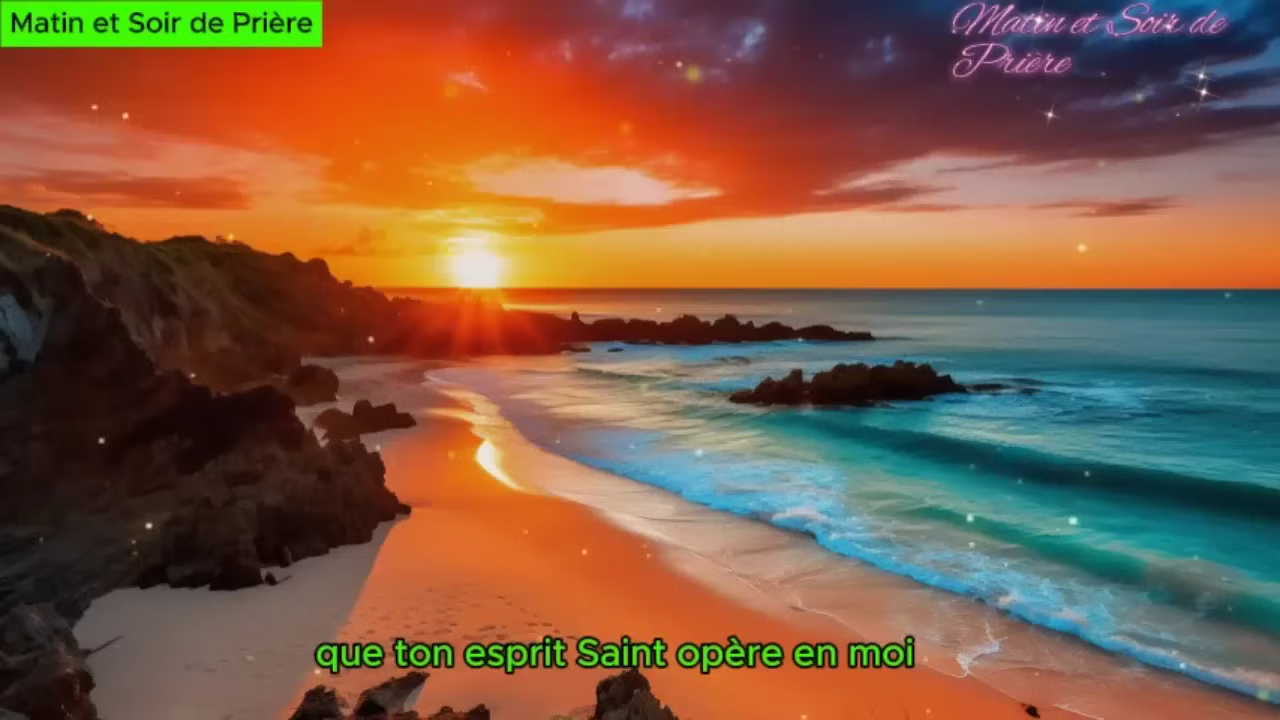 Matin et Soir de Prière
Matin et Soir de
Prière
que ton esprit Saint opère en moi